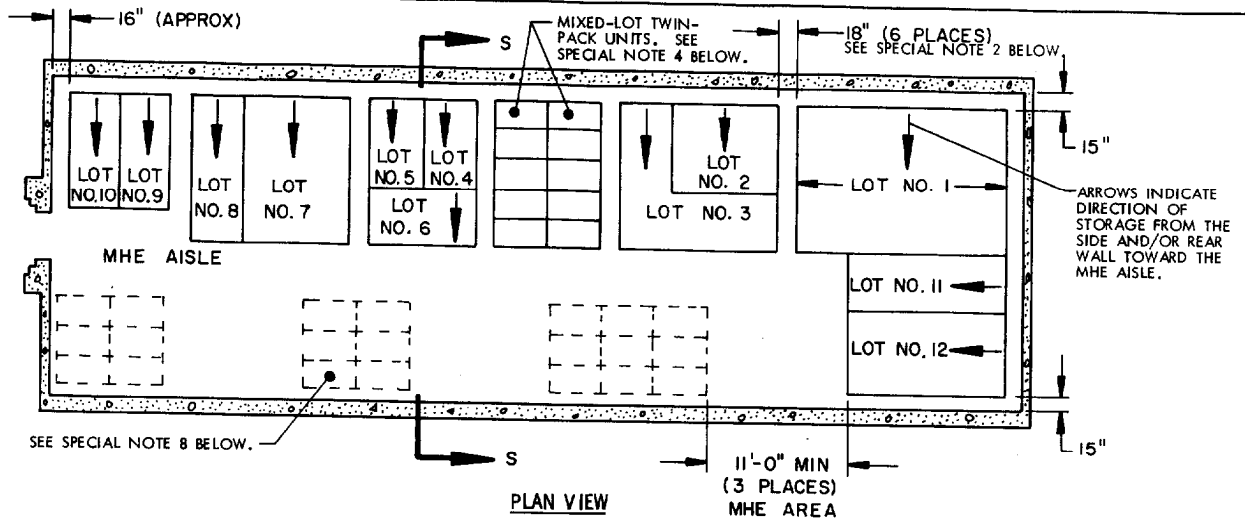 16" (APPROX)
S
MIXED-LOT TWIN-
PACK UNITS. SEE
SPECIAL NOTE 4 BELOW.
18" (6 PLACES)
SEE SPECIAL NOTE 2 BELOW.
15"
LOT
NO.10
LOT
NO.9
LOT
NO. 8
LOT
NO. 7
LOT
NO.5
LOT
NO. 4
LOT
NO. 6
LOT
NO. 2
LOT NO. 3
LOT NO. 1
ARROWS INDICATE
DIRECTION OF
STORAGE FROM THE
SIDE AND/OR REAR
WALL TOWARD THE
MHE AISLE.
MHE AISLE
LOT NO. 11
LOT NO. 12
SEE SPECIAL NOTE 8 BELOW.
S
11'-0" MIN
(3 PLACES)
MHE AREA
15"
PLAN VIEW